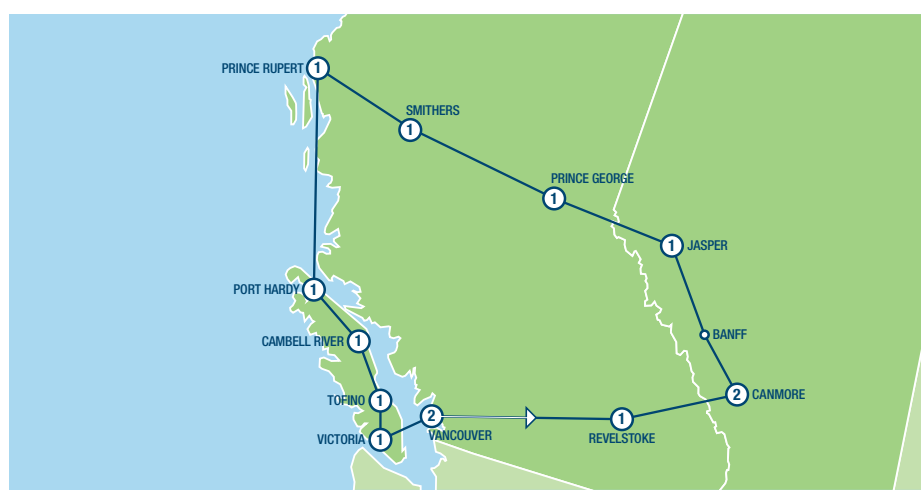 PRINCE RUPERT 1
SMITHERS
1
PRINCE GEORGE
1
1 JASPER
PORT HARDY 1
BANFF
CAMBELL RIVER 1
2 CANMORE
TOFINO 1
2
1
VANCOUVER
REVELSTOKE
VICTORIA 1